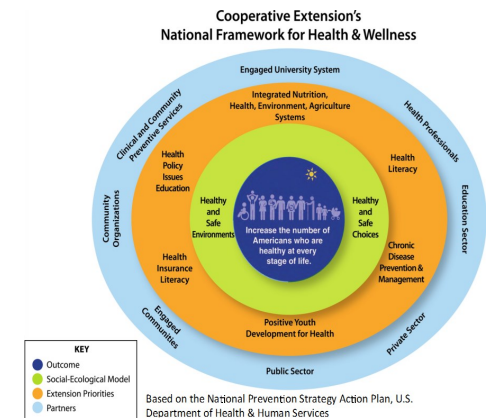 Cooperative Extension's
National Framework for Health & Wellness
Engaged University System
Integrated Nutrition,
Health, Environment, Agriculture
Systems
Clinical and Community
Preventive Services
Health Professionals
Health
Policy
Issues
Education
Health
Literacy
Community
Organizations
Healthy
and
Safe
Environments
Increase the number of
Americans who are
healthy at every
stage of life.
Healthy
and
Safe
Choices
Education Sector
Health
Insurance
Literacy
Chronic
Disease
Prevention &
Management
Engaged
Communities
Positive Youth
Development for Health
Private Sector
Public Sector
KEY
Outcome
Social-Ecological Model
Extension Priorities
Partners
Based on the National Prevention Strategy Action Plan, U.S.
Department of Health & Human Services